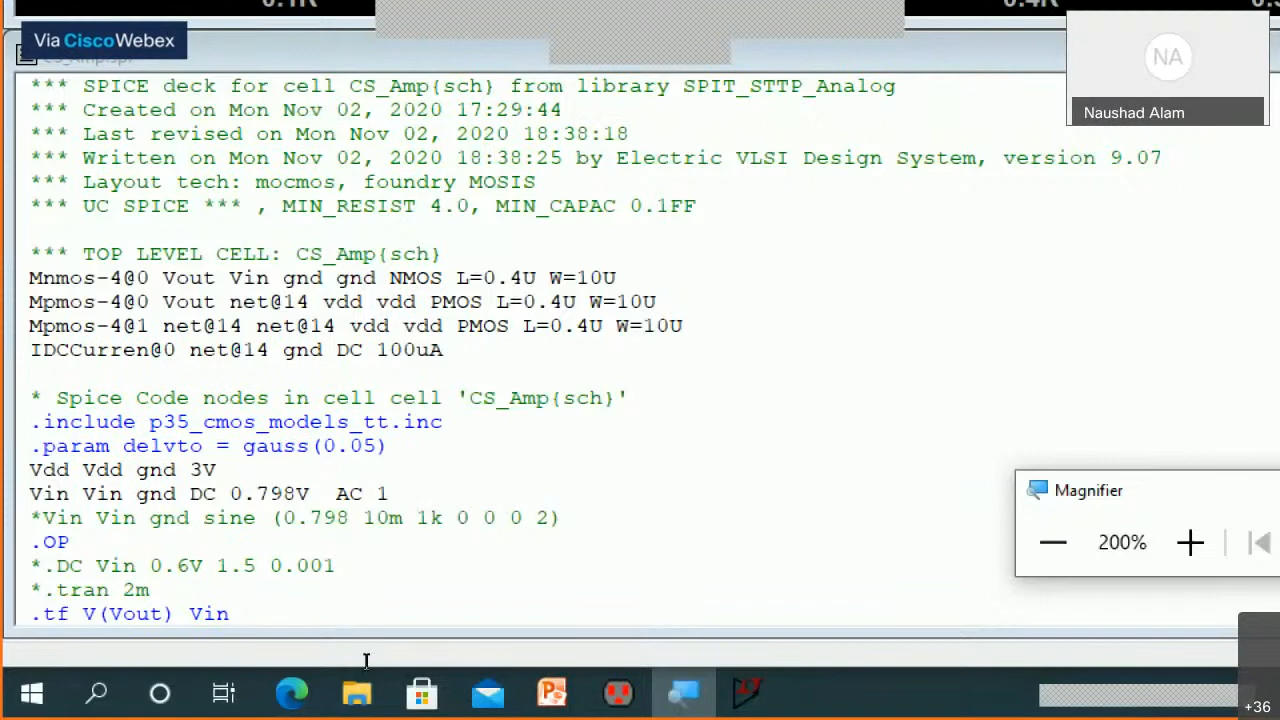 Via CiscoWebex
NA
Naushad Alam
*** SPICE deck for cell CS_Amp{sch} from library SPIT_STTP_Analog
*** Created on Mon Nov 02, 2020 17:29:44
*** Last revised on Mon Nov 02, 2020 18:38:18
*** Written on Mon Nov 02, 2020 18:38:25 by Electric VLSI Design System, version 9.07
*** Layout tech: mocmos, foundry MOSIS
*** UC SPICE *** , MIN_RESIST 4.0, MIN_CAPAC 0.1FF
*** TOP LEVEL CELL: CS_Amp{sch}
Mnmos-4@0 Vout Vin gnd gnd NMOS L=0.4U W=10U
Mpmos-4@0 Vout net@14 vdd vdd PMOS L=0.4U W=10U
Mpmos-4@1 net@14 net@14 vdd vdd PMOS L=0.4U W=10U
IDCCurren@0 net@14 gnd DC 100uA
* Spice Code nodes in cell cell 'CS_Amp{sch}'
.include p35_cmos_models_tt.inc
.param delvto = gauss(0.05)
Vdd Vdd gnd 3V
Vin Vin gnd DC 0.798V  AC 1
*Vin Vin gnd sine (0.798 10m 1k 0 0 0 2)
.OP
*.DC Vin 0.6V 1.5 0.001
*.tran 2m
.tf V(Vout) Vin
Magnifier
200%
+36